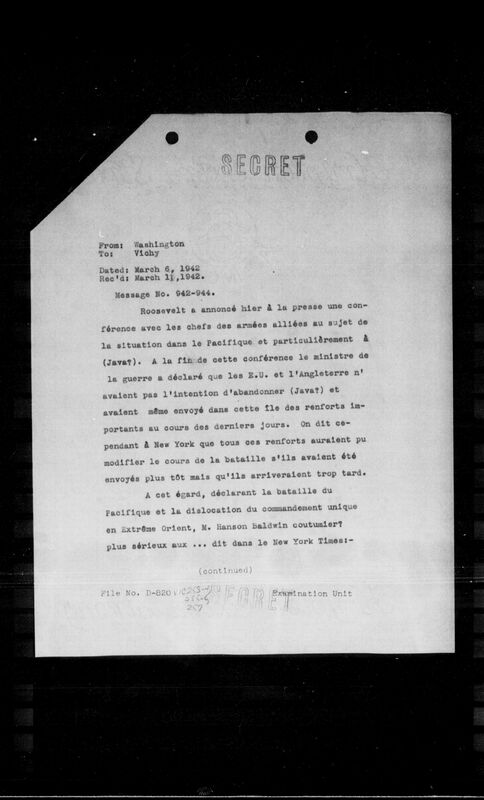 SECRET
From: Washington
To: Vichy
Dated: March 6, 1942
Rec'd: March 11,1942.
Message No. 942-944.
Roosevelt a annoncé hier à la presse une con-
férence avec les chefs des armées alliées au sujet de
la situation dans le Pacifique et particulièrement à
(Java?). A la fin de cette conférence le ministre de
la guerre a déclaré que les E.U. et l'Angleterre n'
avaient pas l'intention d'abandonner (Java?) et
avaient même envoyé dans cette île des renforts im-
portants au cours des derniers jours. On dit ce-
pendant à New York que tous ces renforts auraient pu
modifier le cours de la bataille s'ils avaient été
envoyés plus tôt mais qu'ils arriveraient trop tard.
A cet égard, déclarant la bataille du
Pacifique et la dislocation du commandement unique
en Extrême Orient, M. Hanson Baldwin coutumier?
plus sérieux aux ... dit dans le New York Times:-
(continued)
File No. D-820 Examination Unit
257
SECRET